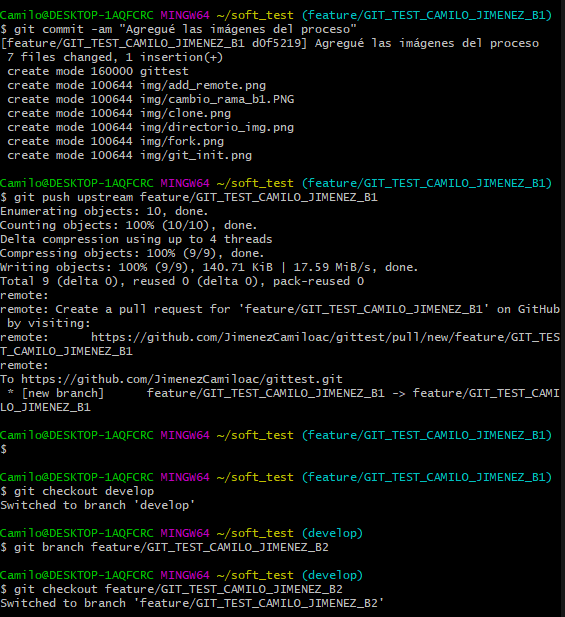 Camilo@DESKTOP-1AQFCRC MINGW64 ~/soft_test (feature/GIT_TEST_CAMILO_JIMENEZ_B1)
$ git commit -am "Agregué las imágenes del proceso"
[feature/GIT_TEST_CAMILO_JIMENEZ_B1 d0f5219] Agregué las imágenes del proceso
 7 files changed, 1 insertion(+)
 create mode 160000 gittest
 create mode 100644 img/add_remote.png
 create mode 100644 img/cambio_rama_b1.PNG
 create mode 100644 img/clone.png
 create mode 100644 img/directorio_img.png
 create mode 100644 img/fork.png
 create mode 100644 img/git_init.png
Camilo@DESKTOP-1AQFCRC MINGW64 ~/soft_test (feature/GIT_TEST_CAMILO_JIMENEZ_B1)
$ git push upstream feature/GIT_TEST_CAMILO_JIMENEZ_B1
Enumerating objects: 10, done.
Counting objects: 100% (10/10), done.
Delta compression using up to 4 threads
Compressing objects: 100% (9/9), done.
Writing objects: 100% (9/9), 140.71 KiB | 17.59 MiB/s, done.
Total 9 (delta 0), reused 0 (delta 0), pack-reused 0
remote:
remote: Create a pull request for 'feature/GIT_TEST_CAMILO_JIMENEZ_B1' on GitHub
 by visiting:
remote:      https://github.com/JimenezCamiloac/gittest/pull/new/feature/GIT_TES
T_CAMILO_JIMENEZ_B1
remote:
To https://github.com/JimenezCamiloac/gittest.git
 * [new branch]      feature/GIT_TEST_CAMILO_JIMENEZ_B1 -> feature/GIT_TEST_CAMI
LO_JIMENEZ_B1
Camilo@DESKTOP-1AQFCRC MINGW64 ~/soft_test (feature/GIT_TEST_CAMILO_JIMENEZ_B1)
$
Camilo@DESKTOP-1AQFCRC MINGW64 ~/soft_test (feature/GIT_TEST_CAMILO_JIMENEZ_B1)
$ git checkout develop
Switched to branch 'develop'
Camilo@DESKTOP-1AQFCRC MINGW64 ~/soft_test (develop)
$ git branch feature/GIT_TEST_CAMILO_JIMENEZ_B2
Camilo@DESKTOP-1AQFCRC MINGW64 ~/soft_test (develop)
$ git checkout feature/GIT_TEST_CAMILO_JIMENEZ_B2
Switched to branch 'feature/GIT_TEST_CAMILO_JIMENEZ_B2'